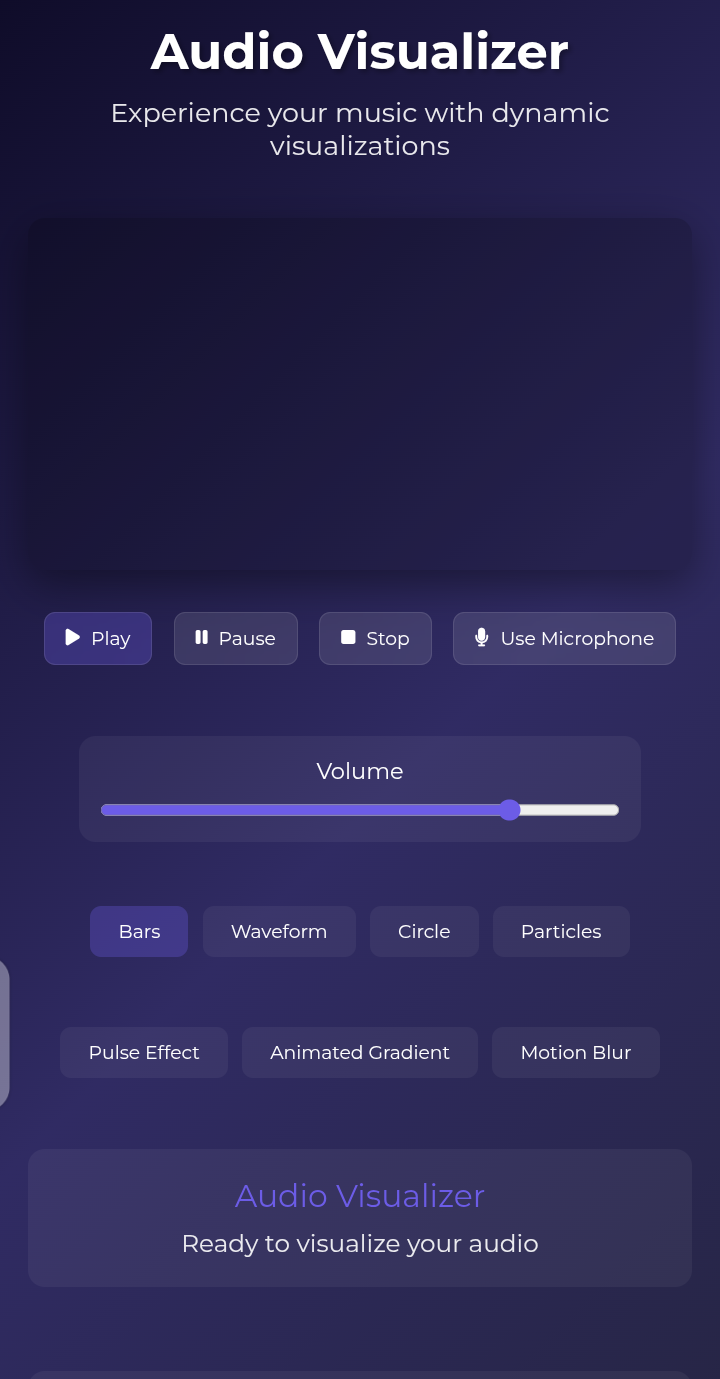 Audio Visualizer
Experience your music with dynamic
visualizations
Play
Pause
Stop
Use Microphone
Volume
Bars
Waveform
Circle
Particles
Pulse Effect
Animated Gradient
Motion Blur
Audio Visualizer
Ready to visualize your audio